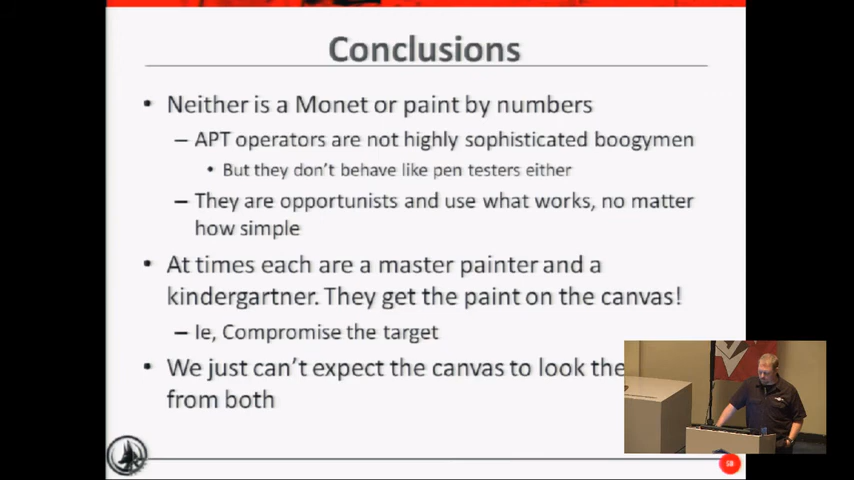 Conclusions
• Neither is a Monet or paint by numbers
– APT operators are not highly sophisticated boogymen
• But they don't behave like pen testers either
– They are opportunists and use what works, no matter
how simple
• At times each are a master painter and a
kindergartner. They get the paint on the canvas!
– Ie, Compromise the target
• We just can't expect the canvas to look the
from both